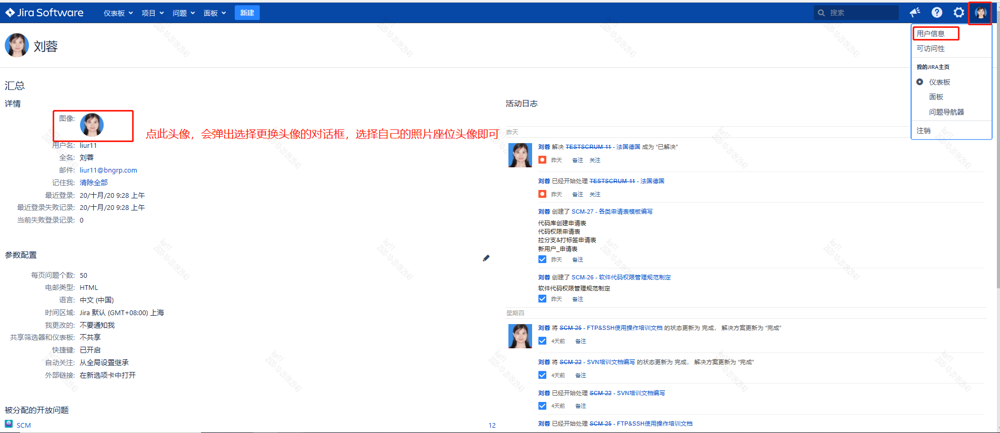 Jira Software 仪表板 项目 问题 面板 新建 搜索
刘蓉
用户信息
可访问性
我的JIRA主页
仪表板
面板
问题导航器
注销
汇总
详情
图像:
点此头像，会弹出选择更换头像的对话框，选择自己的照片座位头像即可
用户名: liur11
全名: 刘蓉
邮件: liur11@bngrp.com
记住我: 清除全部
最近登录: 20/十月/20 9:28 上午
最近登录失败记录: 20/十月/20 9:28 上午
当前失败登录记录: 0
参数配置
每页问题个数: 50
电邮类型: HTML
语言: 中文 (中国)
时间区域: Jira 默认 (GMT+08:00) 上海
我更改的: 不要通知我
共享筛选器和仪表板: 不共享
快捷键: 已开启
自动关注: 从全局设置继承
外部链接: 在新选项卡中打开
被分配的开放问题
SCM 12
活动日志
昨天
刘蓉 解决 TESTSCRUM-11 - 法国德国 成为 “已解决”
昨天 备注 关注
刘蓉 已经开始处理 TESTSCRUM-11 - 法国德国
昨天 备注 关注
刘蓉 创建了 SCM-27 - 各类申请表模板编写
代码库创建申请表
代码权限申请表
拉分支&打标签申请表
新用户_申请表
昨天 备注
刘蓉 创建了 SCM-26 - 软件代码权限管理规范制定
软件代码权限管理规范制定
昨天 备注
星期四
刘蓉 将 SCM-25 - FTP&SSH使用操作培训文档 的状态更新为 完成， 解决方案更新为 “完成”
4天前 备注
刘蓉 将 SCM-22 - SVN培训文档编写 的状态更新为 完成， 解决方案更新为 “完成”
4天前 备注
刘蓉 已经开始处理 SCM-22 - SVN培训文档编写
4天前 备注
刘蓉 已经开始处理 SCM-25 - FTP&SSH使用操作培训文档
liur11
2020-10-20 09:29:43